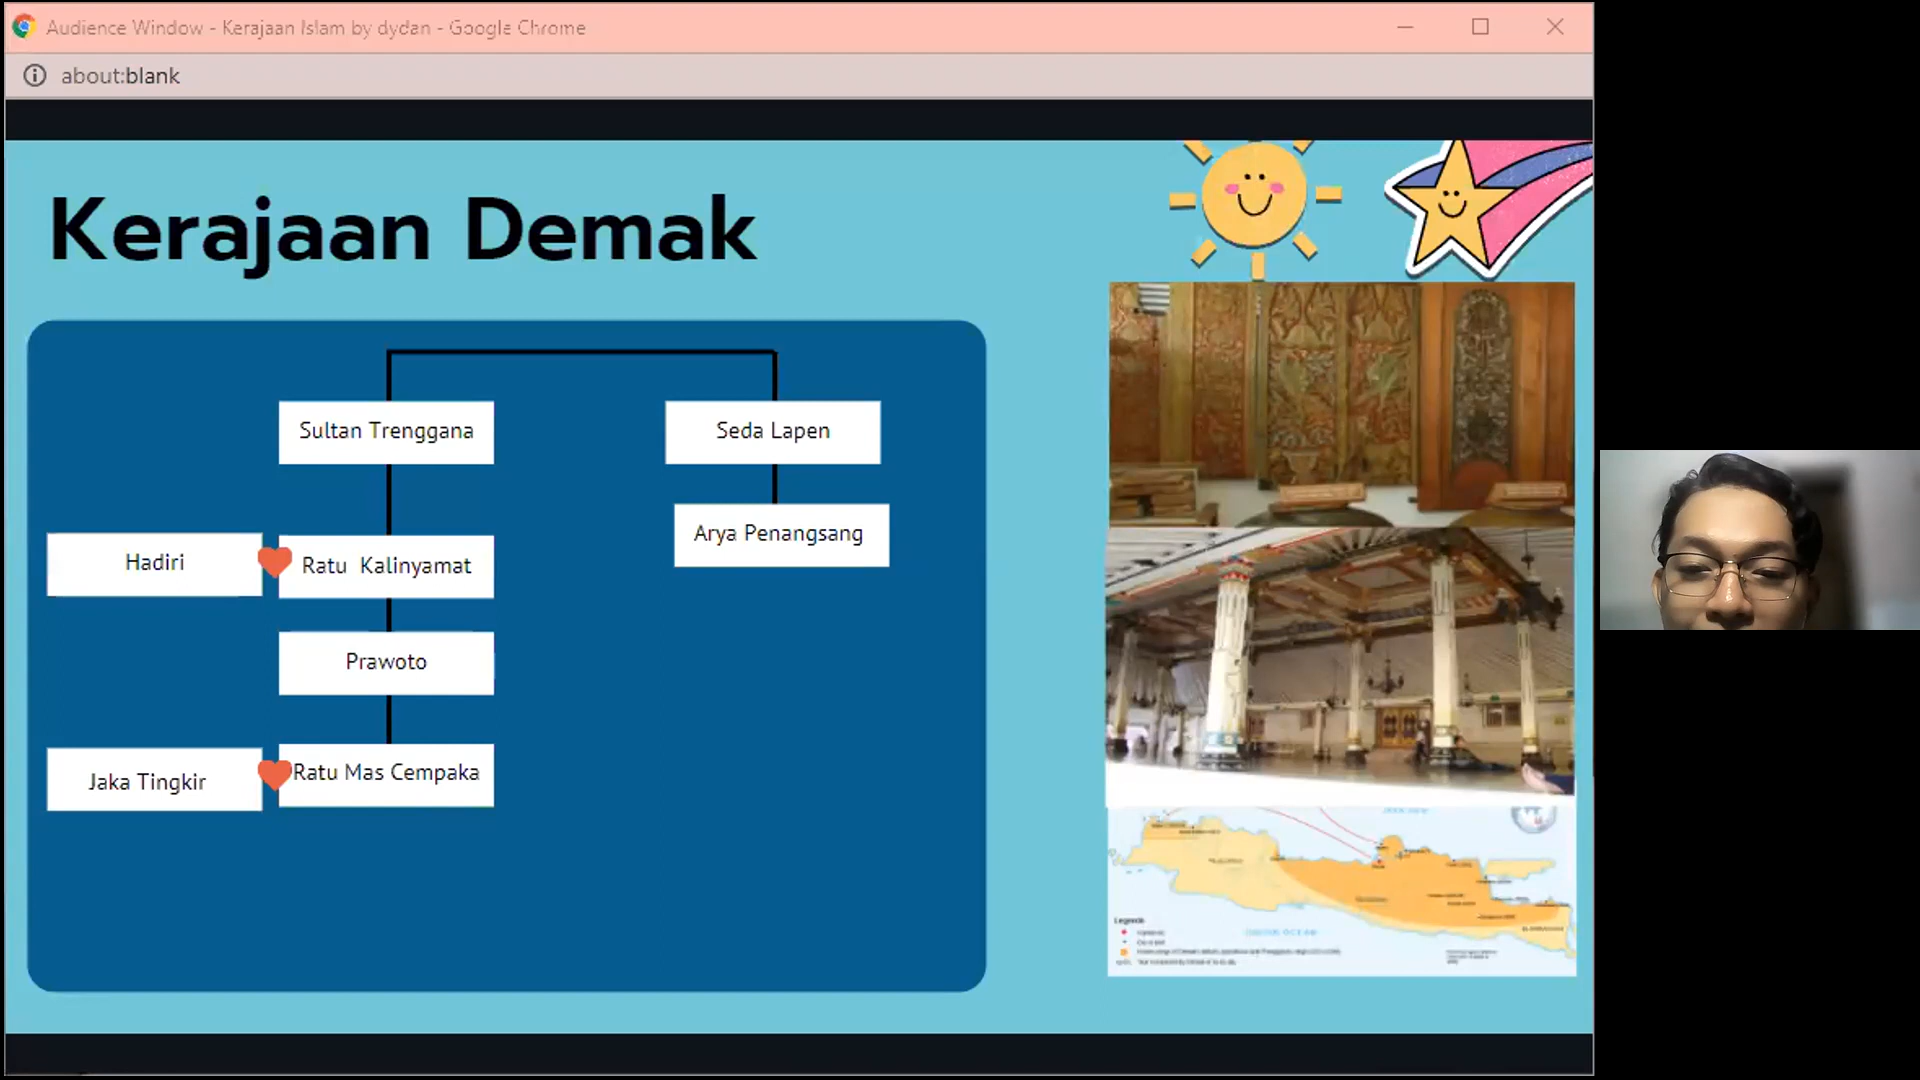 Audience Window - Kerajaan Islam by dydan - Google Chrome
about:blank
Kerajaan Demak
Sultan Trenggana
Seda Lapen
Arya Penangsang
Hadiri
Ratu Kalinyamat
Prawoto
Jaka Tingkir
Ratu Mas Cempaka
Legenda